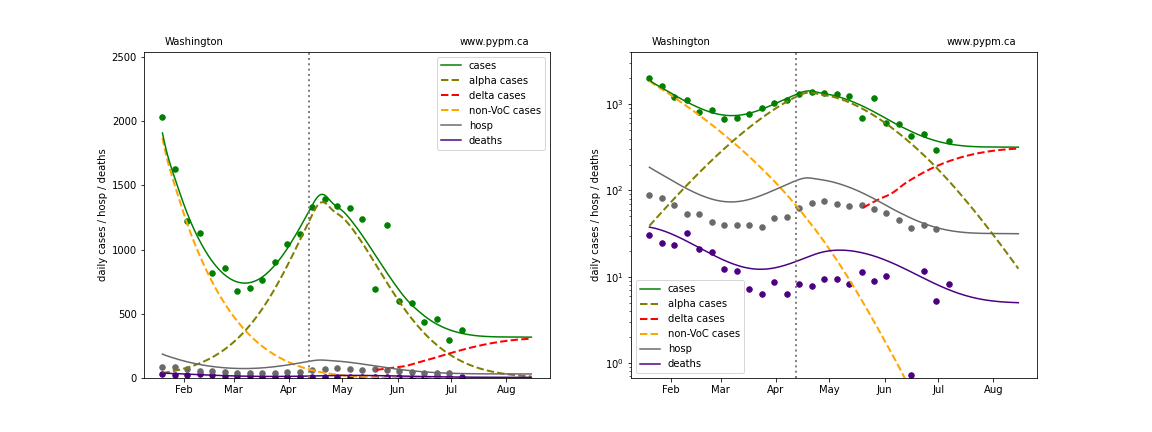 Washington www.pypm.ca
2500
2000
1500
1000
500
0
daily cases / hosp / deaths
cases
alpha cases
delta cases
non-VoC cases
hosp
deaths
Feb Mar Apr May Jun Jul Aug
Washington www.pypm.ca
10³
10²
10¹
10⁰
daily cases / hosp / deaths
cases
alpha cases
delta cases
non-VoC cases
hosp
deaths
Feb Mar Apr May Jun Jul Aug